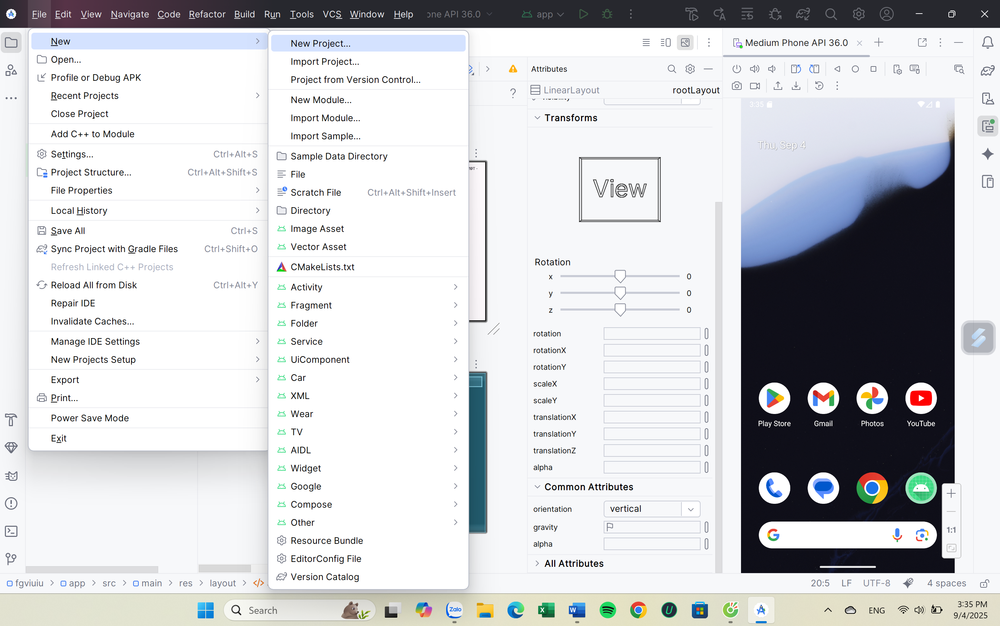 File Edit View Navigate Code Refactor Build Run Tools VCS Window Help one API 36.0 app
New
Open...
Profile or Debug APK
Recent Projects
Close Project
Add C++ to Module
Settings... Ctrl+Alt+S
Project Structure... Ctrl+Alt+Shift+S
File Properties
Local History
Save All Ctrl+S
Sync Project with Gradle Files Ctrl+Shift+O
Refresh Linked C++ Projects
Reload All from Disk Ctrl+Alt+Y
Repair IDE
Invalidate Caches...
Manage IDE Settings
New Projects Setup
Export
Print...
Power Save Mode
Exit
New Project...
Import Project...
Project from Version Control...
New Module...
Import Module...
Import Sample...
Sample Data Directory
File
Scratch File Ctrl+Alt+Shift+Insert
Directory
Image Asset
Vector Asset
CMakeLists.txt
Activity
Fragment
Folder
Service
UiComponent
Car
XML
Wear
TV
AIDL
Widget
Google
Compose
Other
Resource Bundle
EditorConfig File
Version Catalog
Attributes
?
LinearLayout rootLayout
Transforms
View
Rotation
x 0
y 0
z 0
rotation
rotationX
rotationY
scaleX
scaleY
translationX
translationY
translationZ
alpha
Common Attributes
orientation vertical
gravity
alpha
All Attributes
Medium Phone API 36.0
3:35
Thu, Sep 4
Play Store Gmail Photos YouTube
1:1
fgviuiu > app > src > main > res > layout >
20:5 LF UTF-8 4 spaces
Search
Zalo
ENG
3:35 PM
9/4/2025